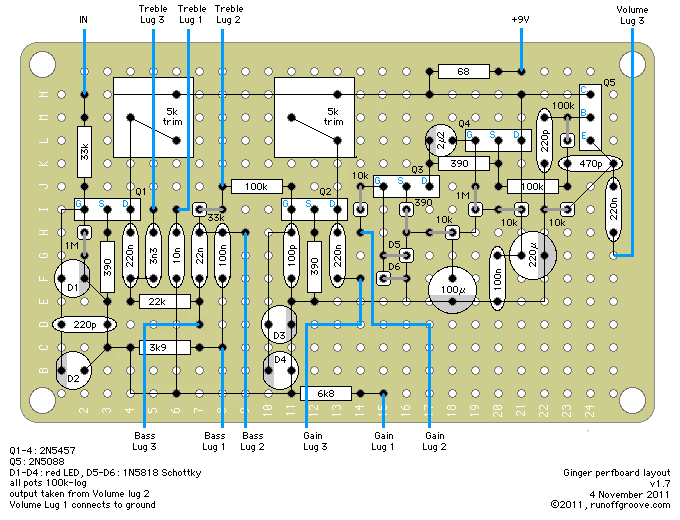 IN
Treble
Lug 3
Treble
Lug 1
Treble
Lug 2
+9V
Volume
Lug 3
68
N
M
L
J
I
H
G
F
E
D
C
B
A
5k
trim
5k
trim
33k
2µ2
Q4
G S D
390
220p
100k
Q5
C
B
E
470p
100k
Q1
G S D
33k
Q2
G S D
10k
Q3
G S D
390
1M
10k
10k
10k
220n
1M
390
220n
3n3
10n
22n
100n
100p
390
220n
D5
D6
100µ
100n
220µ
D1
22k
220p
D3
3k9
D2
D4
6k8
2 3 4 5 6 7 8 9 10 11 12 13 14 15 16 17 18 19 20 21 22 23 24
Bass
Lug 3
Bass
Lug 1
Bass
Lug 2
Gain
Lug 3
Gain
Lug 1
Gain
Lug 2
Q1-4: 2N5457
Q5: 2N5088
D1-D4: red LED, D5-D6: 1N5818 Schottky
all pots 100k-log
output taken from Volume lug 2
Volume Lug 1 connects to ground
Ginger perfboard layout
v1.7
4 November 2011
©2011, runoffgroove.com